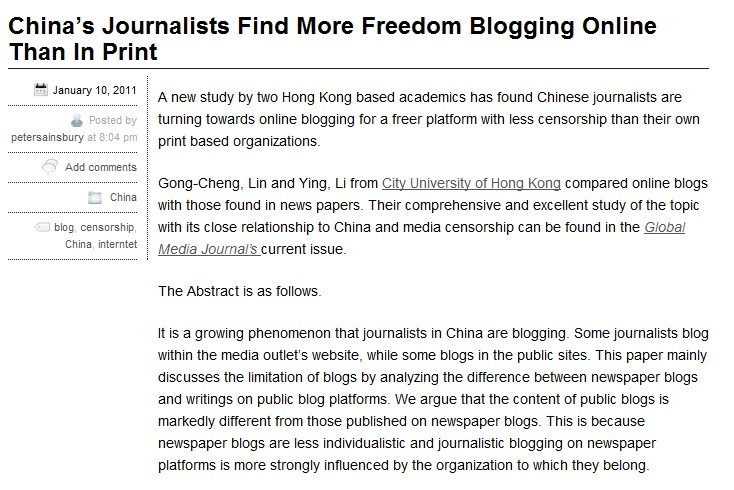 China's Journalists Find More Freedom Blogging Online
Than In Print
January 10, 2011
Posted by
petersainsbury at 8:04 pm
Add comments
China
blog, censorship,
China, interntet
A new study by two Hong Kong based academics has found Chinese journalists are
turning towards online blogging for a freer platform with less censorship than their own
print based organizations.
Gong-Cheng, Lin and Ying, Li from City University of Hong Kong compared online blogs
with those found in news papers. Their comprehensive and excellent study of the topic
with its close relationship to China and media censorship can be found in the Global
Media Journal's current issue.
The Abstract is as follows.
It is a growing phenomenon that journalists in China are blogging. Some journalists blog
within the media outlet's website, while some blogs in the public sites. This paper mainly
discusses the limitation of blogs by analyzing the difference between newspaper blogs
and writings on public blog platforms. We argue that the content of public blogs is
markedly different from those published on newspaper blogs. This is because
newspaper blogs are less individualistic and journalistic blogging on newspaper
platforms is more strongly influenced by the organization to which they belong.